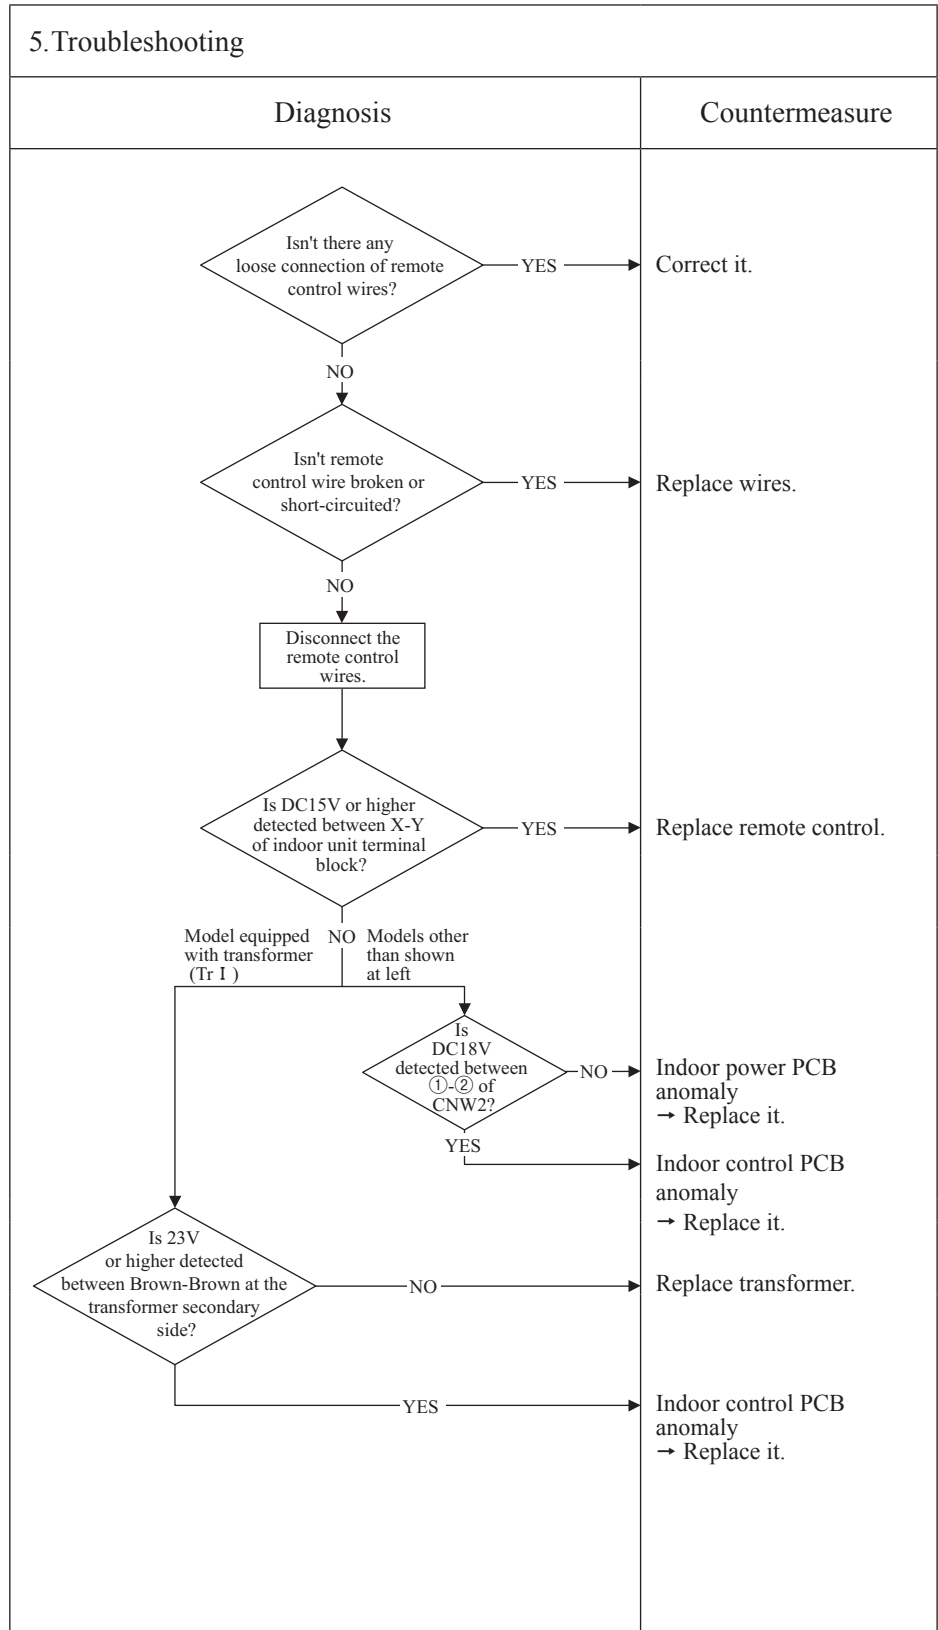 5.Troubleshooting
Diagnosis
Countermeasure
Isn't there any
loose connection of remote
control wires?
YES
Correct it.
NO
Isn't remote
control wire broken or
short-circuited?
YES
Replace wires.
NO
Disconnect the
remote control
wires.
Is DC15V or higher
detected between X-Y
of indoor unit terminal
block?
YES
Replace remote control.
NO
Model equipped
with transformer
(Tr I)
Models other
than shown
at left
Is
DC18V
detected between
①-② of
CNW2?
NO
Indoor power PCB
anomaly
→ Replace it.
YES
Indoor control PCB
anomaly
→ Replace it.
Is 23V
or higher detected
between Brown-Brown at the
transformer secondary
side?
NO
Replace transformer.
YES
Indoor control PCB
anomaly
→ Replace it.